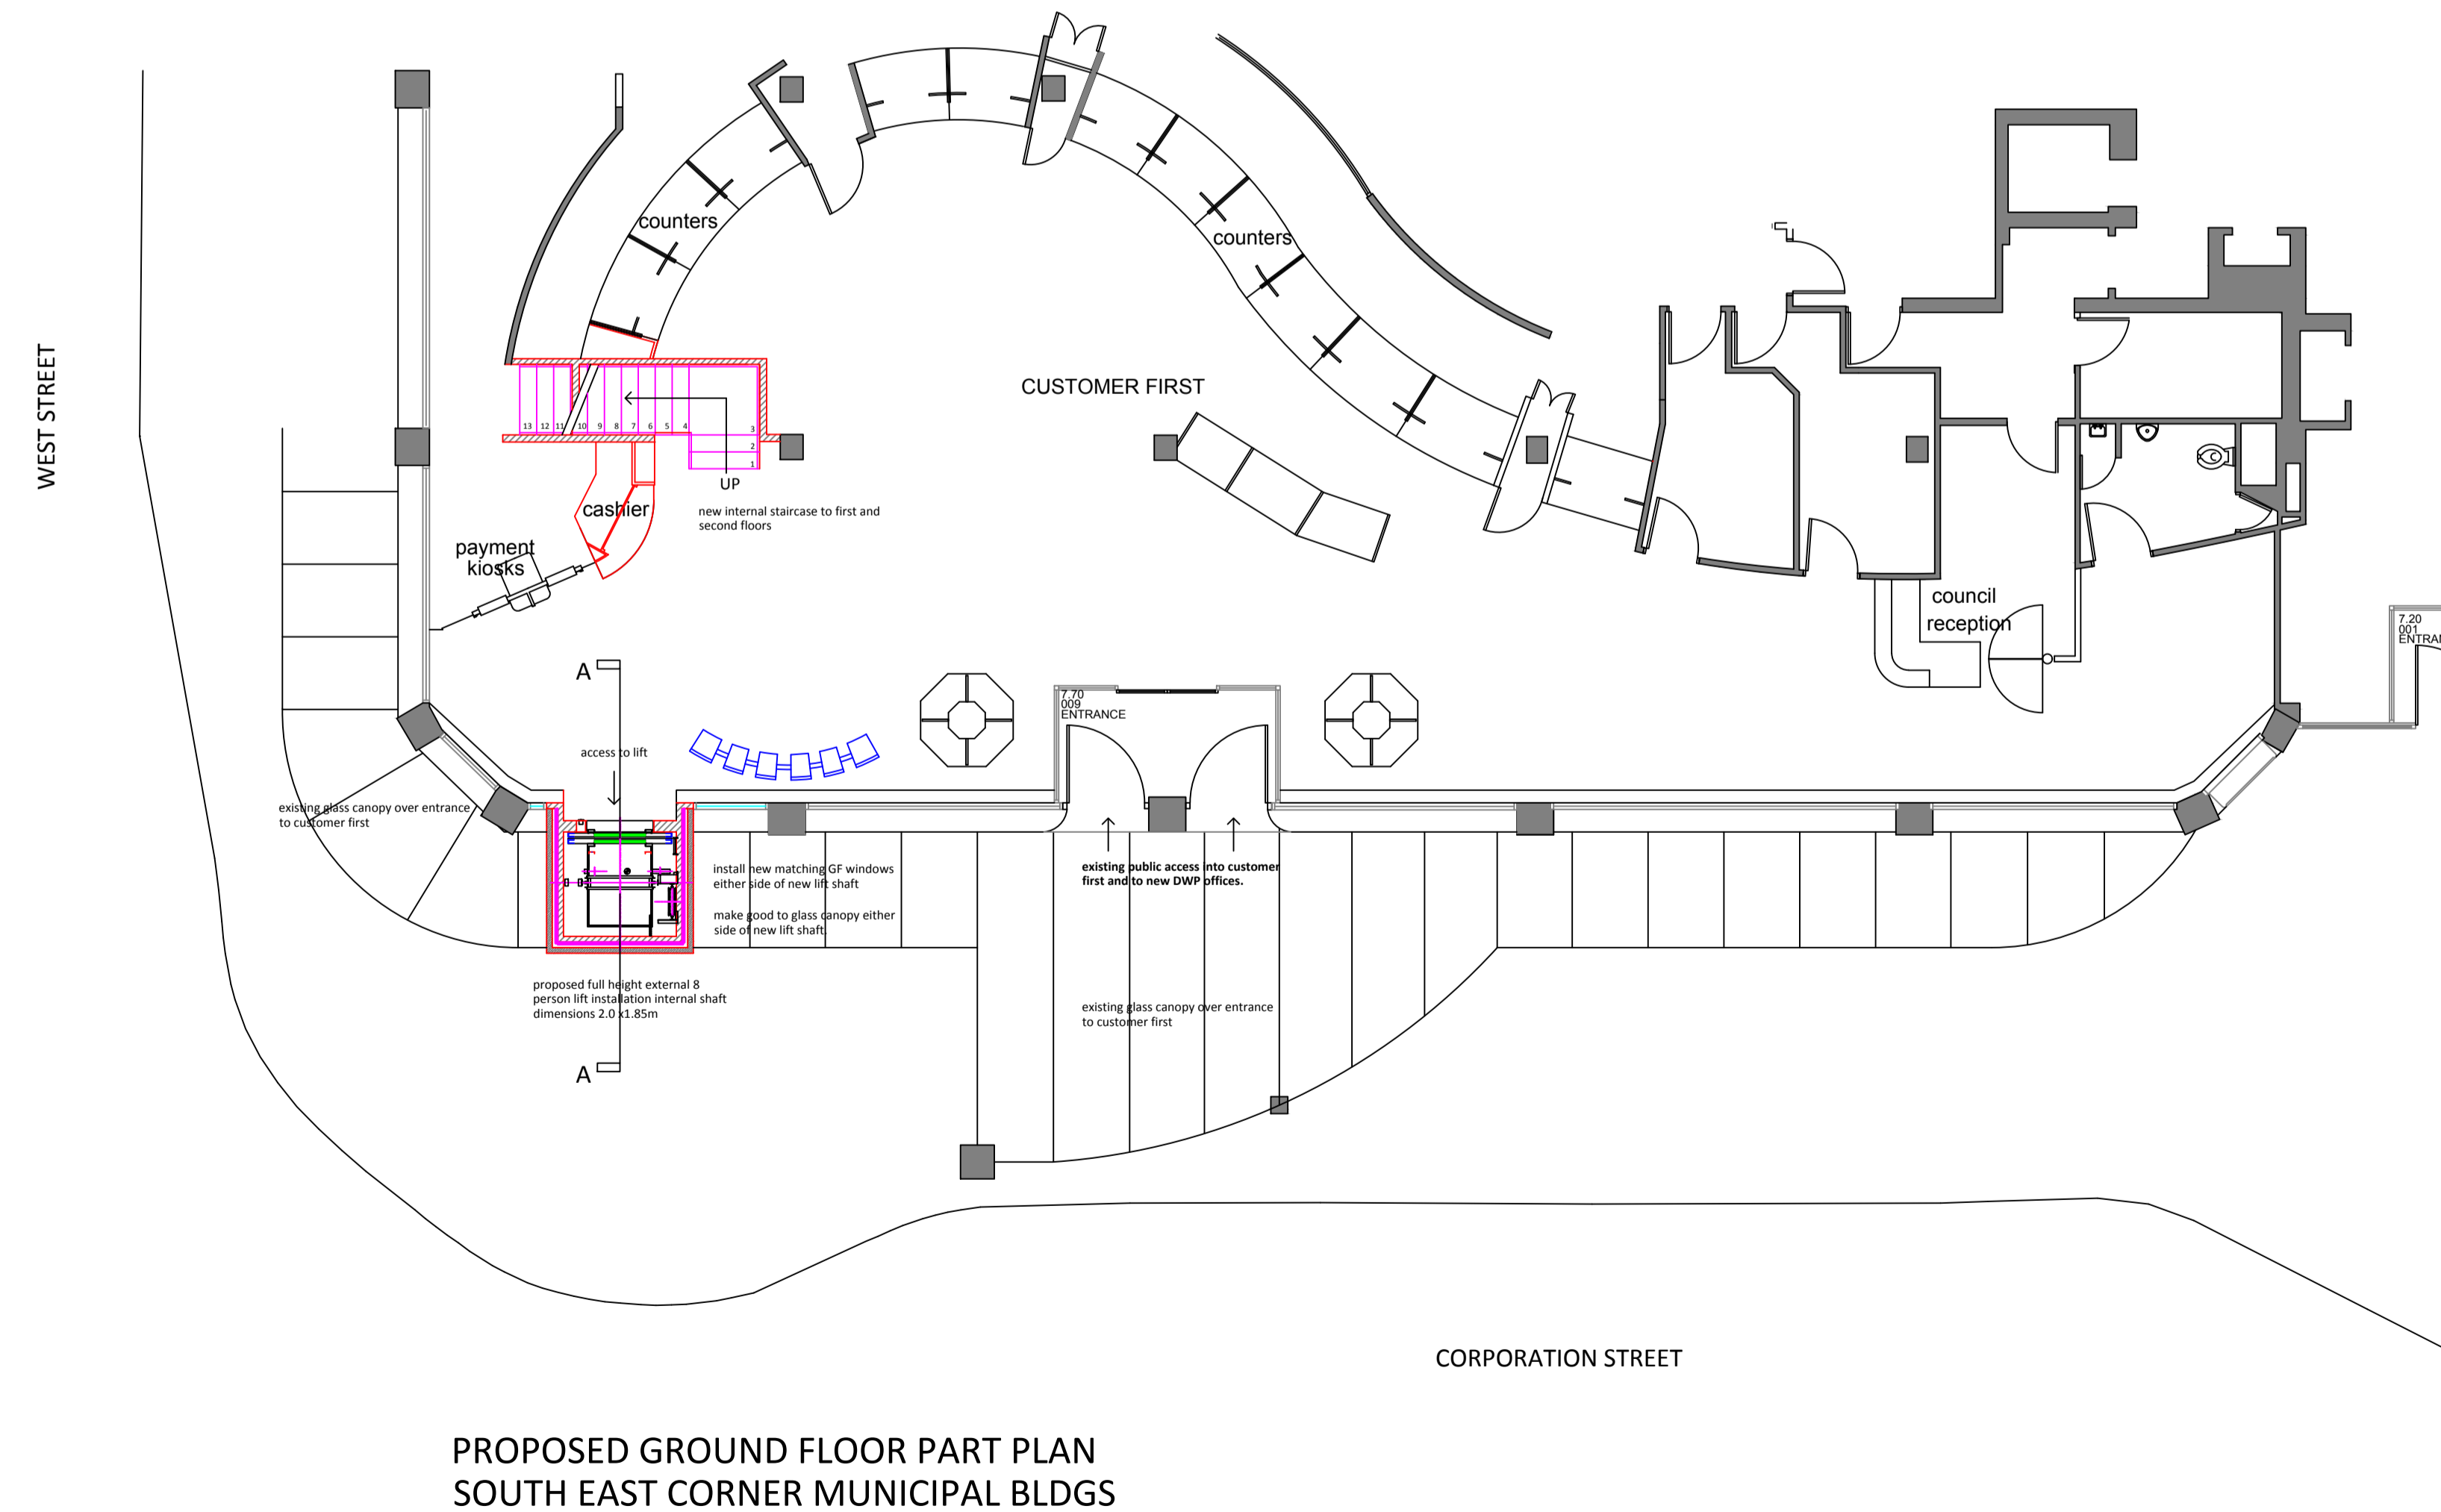 WEST STREET
counters
counters
CUSTOMER FIRST
13 12 11 10 9 8 7 6 5 4
3
2
1
UP
new internal staircase to first and
second floors
cashier
payment
kiosks
council
reception
7.20
001
7.70
009
ENTRANCE
A
access to lift
existing glass canopy over entrance
to customer first
install new matching GF windows
either side of new lift shaft
make good to glass canopy either
side of new lift shaft.
existing public access into customer
first and to new DWP offices.
proposed full height external 8
person lift installation internal shaft
dimensions 2.0 x1.85m
existing glass canopy over entrance
to customer first
A
CORPORATION STREET
PROPOSED GROUND FLOOR PART PLAN
SOUTH EAST CORNER MUNICIPAL BLDGS